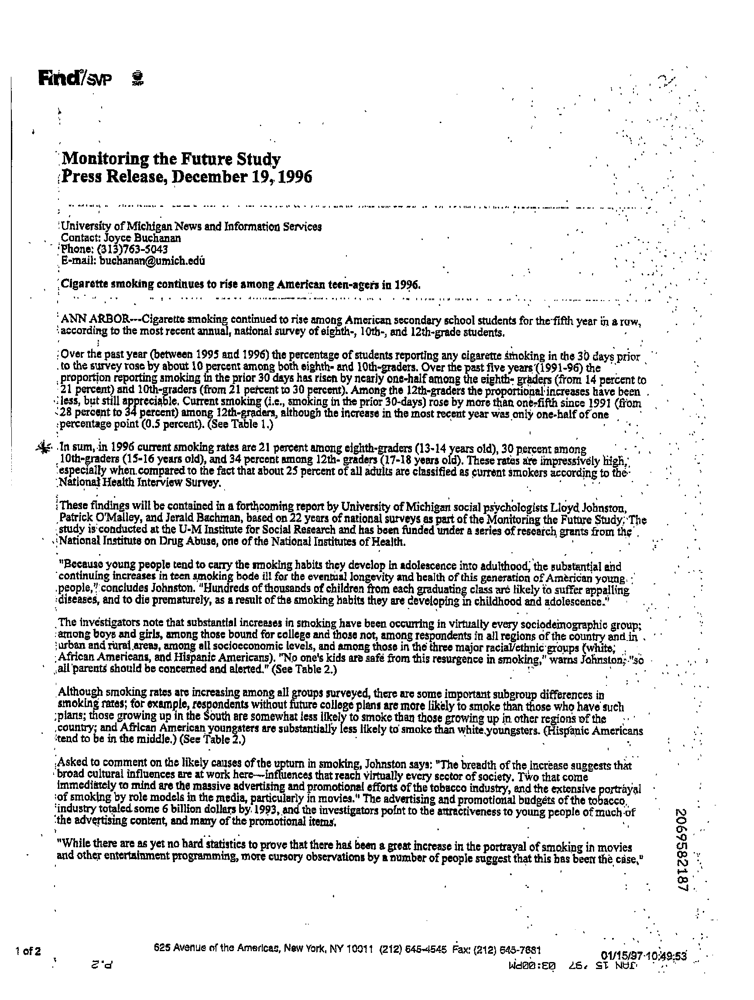 Find/SVP
Monitoring the Future Study
Press Release, December 19, 1996
University of Michigan News and Information Services
Contact: Joyce Buchanan
Phone: (313)763-5043
E-mail: buchanan@umich.edu
Cigarette smoking continues to rise among American teen-agers in 1996.
ANN ARBOR---Cigarette smoking continued to rise among American secondary school students for the fifth year in a row,
according to the most recent annual, national survey of eighth-, 10th-, and 12th-grade students.
Over the past year (between 1995 and 1996) the percentage of students reporting any cigarette smoking in the 30 days prior
to the survey rose by about 10 percent among both eighth- and 10th-graders. Over the past five years (1991-96) the
proportion reporting smoking in the prior 30 days has risen by nearly one-half among the eighth- graders (from 14 percent to
21 percent) and 10th-graders (from 21 percent to 30 percent). Among the 12th-graders the proportional increases have been
less, but still appreciable. Current smoking (i.e., smoking in the prior 30-days) rose by more than one-fifth since 1991 (from
28 percent to 34 percent) among 12th-graders, although the increase in the most recent year was only one-half of one
percentage point (0.5 percent). (See Table 1.)
In sum, in 1996 current smoking rates are 21 percent among eighth-graders (13-14 years old), 30 percent among
10th-graders (15-16 years old), and 34 percent among 12th-graders (17-18 years old). These rates are impressively high,
especially when compared to the fact that about 25 percent of all adults are classified as current smokers according to the
National Health Interview Survey.
These findings will be contained in a forthcoming report by University of Michigan social psychologists Lloyd Johnston,
Patrick O'Malley, and Jerald Bachman, based on 22 years of national surveys as part of the Monitoring the Future Study. The
study is conducted at the U-M Institute for Social Research and has been funded under a series of research grants from the
National Institute on Drug Abuse, one of the National Institutes of Health.
"Because young people tend to carry the smoking habits they develop in adolescence into adulthood, the substantial and
continuing increases in teen smoking bode ill for the eventual longevity and health of this generation of American young
people," concludes Johnston. "Hundreds of thousands of children from each graduating class are likely to suffer appalling
diseases, and to die prematurely, as a result of the smoking habits they are developing in childhood and adolescence."
The investigators note that substantial increases in smoking have been occurring in virtually every sociodemographic group;
among boys and girls, among those bound for college and those not, among respondents in all regions of the country and in
urban and rural areas, among all socioeconomic levels, and among those in the three major racial/ethnic groups (white,
African Americans, and Hispanic Americans). "No one's kids are safe from this resurgence in smoking," warns Johnston, "so
all parents should be concerned and alerted." (See Table 2.)
Although smoking rates are increasing among all groups surveyed, there are some important subgroup differences in
smoking rates; for example, respondents without future college plans are more likely to smoke than those who have such
plans; those growing up in the South are somewhat less likely to smoke than those growing up in other regions of the
country; and African American youngsters are substantially less likely to smoke than white youngsters. (Hispanic Americans
tend to be in the middle.) (See Table 2.)
Asked to comment on the likely causes of the upturn in smoking, Johnston says: "The breadth of the increase suggests that
broad cultural influences are at work here—influences that reach virtually every sector of society. Two that come
immediately to mind are the massive advertising and promotional efforts of the tobacco industry, and the extensive portrayal
of smoking by role models in the media, particularly in movies." The advertising and promotional budgets of the tobacco
industry totaled some 6 billion dollars by 1993, and the investigators point to the attractiveness to young people of much of
the advertising content, and many of the promotional items.
"While there are as yet no hard statistics to prove that there has been a great increase in the portrayal of smoking in movies
and other entertainment programming, more cursory observations by a number of people suggest that this has been the case,"
2069582187
1 of 2
625 Avenue of the Americas, New York, NY 10011 (212) 645-4545 Fax: (212) 645-7681
01/15/97 10:49:53
P.2
JAN 15 '97 03:00PM